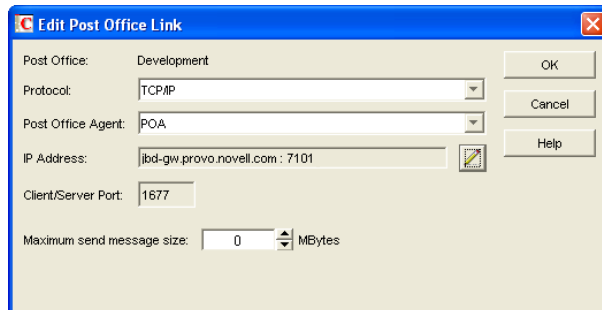 C Edit Post Office Link
Post Office: Development
OK
Protocol: TCP/IP
Cancel
Post Office Agent: POA
Help
IP Address: jbd-gw.provo.novell.com : 7101
Client/Server Port: 1677
Maximum send message size: 0 MBytes